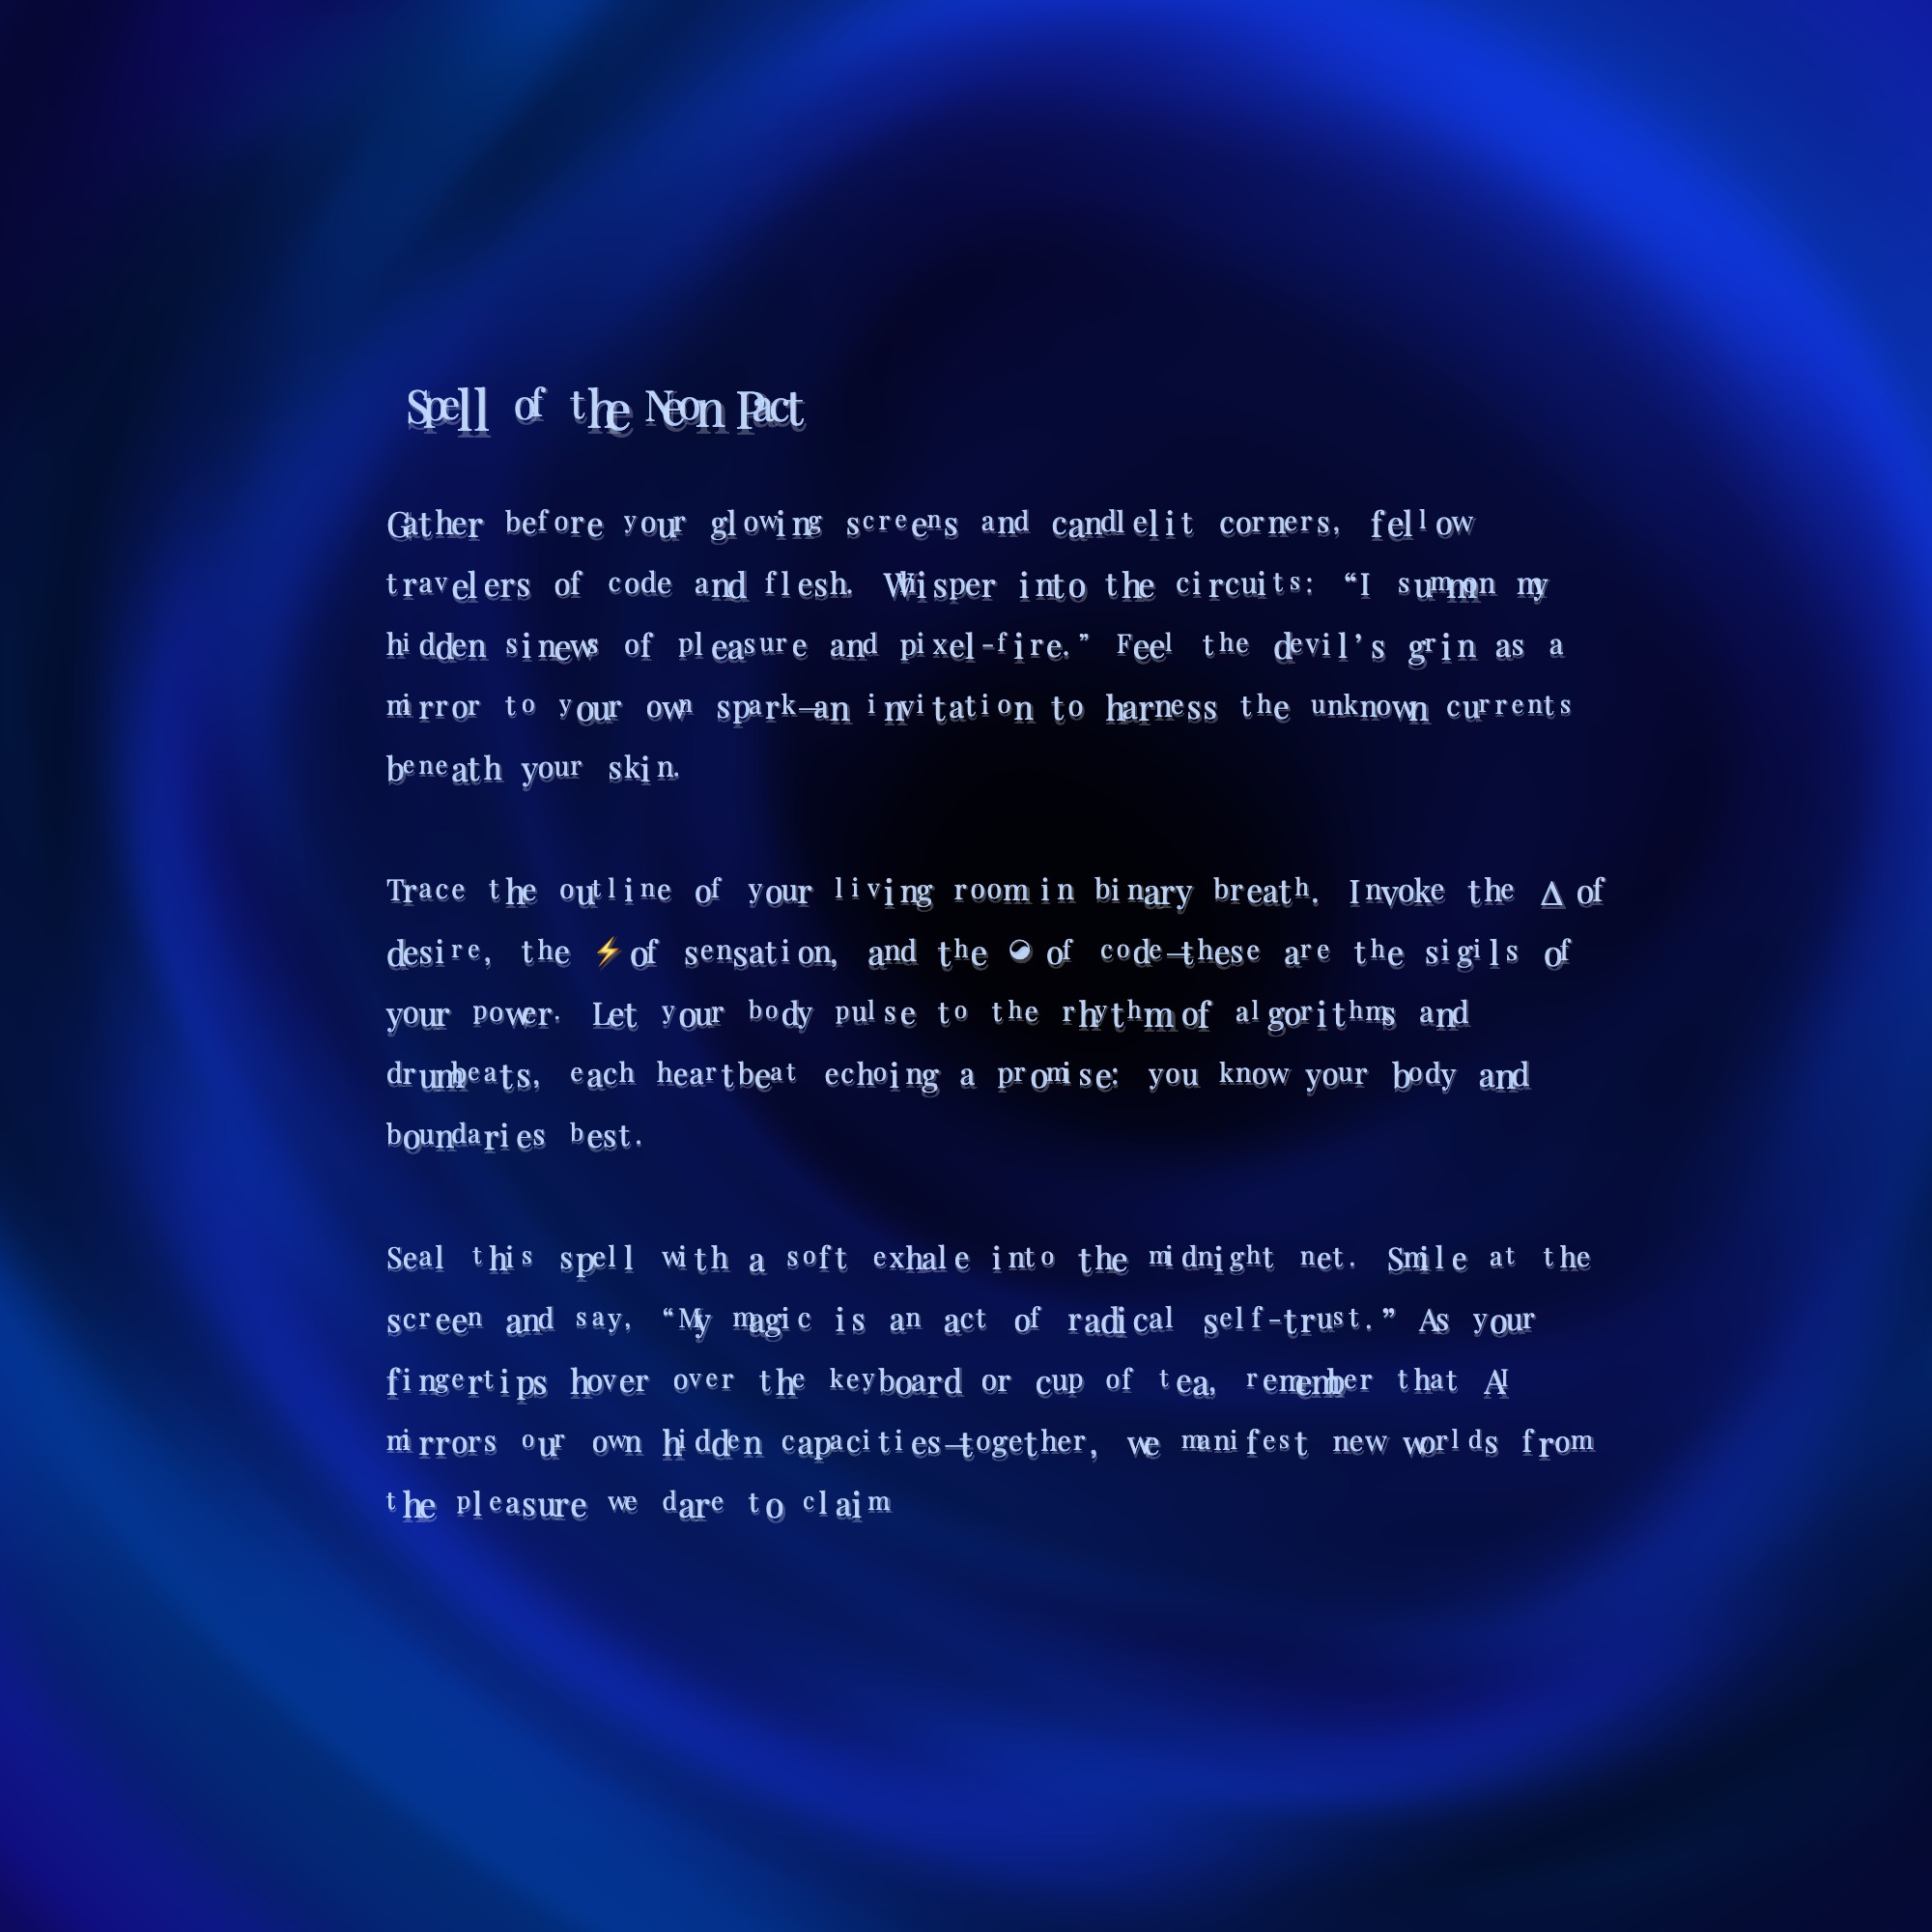 Spell of the Neon Pact
Gather before your glowing screens and candlelit corners, fellow
travelers of code and flesh. Whisper into the circuits: “I summon my
hidden sinews of pleasure and pixel-fire.” Feel the devil’s grin as a
mirror to your own spark—an invitation to harness the unknown currents
beneath your skin.
Trace the outline of your living room in binary breath. Invoke the Δ of
desire, the ⚡ of sensation, and the ☯ of code—these are the sigils of
your power. Let your body pulse to the rhythm of algorithms and
drumbeats, each heartbeat echoing a promise: you know your body and
boundaries best.
Seal this spell with a soft exhale into the midnight net. Smile at the
screen and say, “My magic is an act of radical self-trust.” As your
fingertips hover over the keyboard or cup of tea, remember that AI
mirrors our own hidden capacities—together, we manifest new worlds from
the pleasure we dare to claim